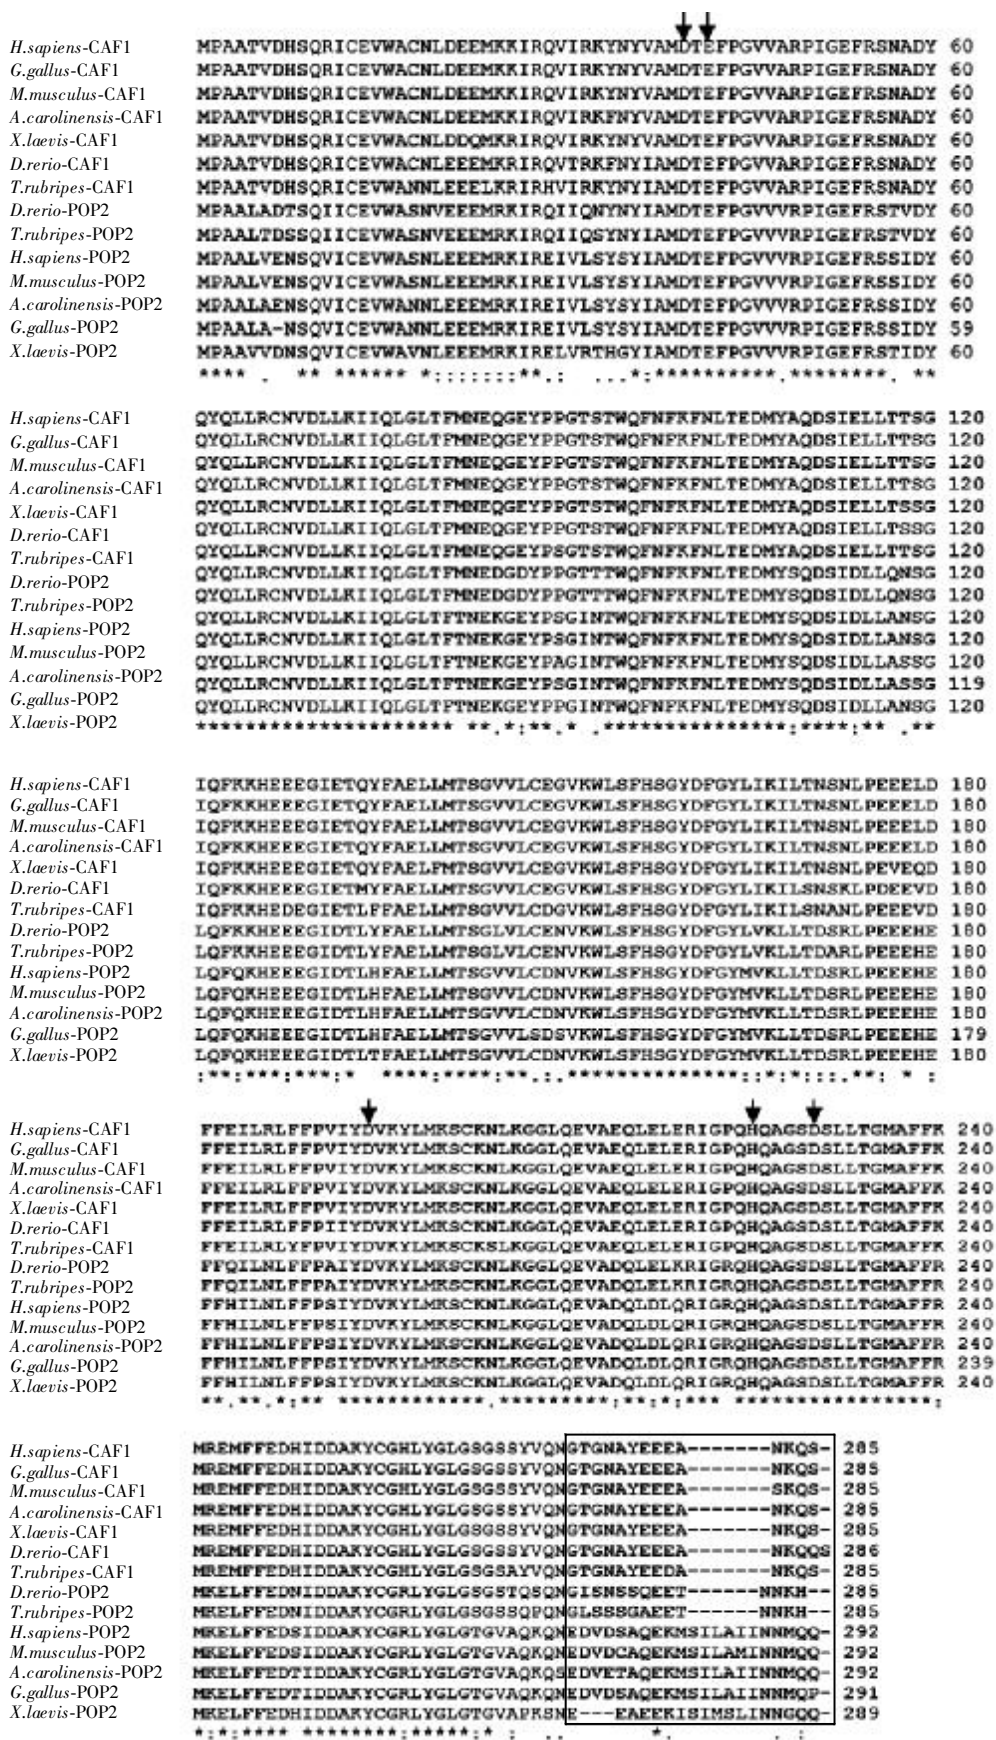 H.sapiens-CAF1 MPAATVDHSQRICEVWACNLDEEMKKIRQVIRKYNYVAMDTEFPGVVARPIGEFRSNADY 60
G.gallus-CAF1 MPAATVDHSQRICEVWACNLDEEMKKIRQVIRKYNYVAMDTEFPGVVARPIGEFRSNADY 60
M.musculus-CAF1 MPAATVDHSQRICEVWACNLDEEMKKIRQVIRKYNYVAMDTEFPGVVARPIGEFRSNADY 60
A.carolinensis-CAF1 MPAATVDHSQRICEVWACNLDEEMKKIRQVIRKFNYVAMDTEFPGVVARPIGEFRSNADY 60
X.laevis-CAF1 MPAATVDHSQRICEVWACNLDDQMKRIRQVIRKYNYVAMDTEFPGVVARPIGEFRSNADY 60
D.rerio-CAF1 MPAATVDHSQRICEVWACNLEEEMKRIRQVTRKFNYIAMDTEFPGVVARPIGEFRSNADY 60
T.rubripes-CAF1 MPAATVDHSQRICEVWANNLEEELKRIRHVIRKYNYIAMDTEFPGVVARPIGEFRSNADY 60
D.rerio-POP2 MPAALADTSQIICEVWASNVEEEMRKIRQIIQNYNYIAMDTEFPGVVVRPIGEFRSTVDY 60
T.rubripes-POP2 MPAALTDSSQIICEVWASNVEEEMRKIRQIIQSYNYIAMDTEFPGVVVRPIGEFRSTVDY 60
H.sapiens-POP2 MPAALVENSQVICEVWASNLEEEMRKIREIVLSYSYIAMDTEFPGVVVRPIGEFRSSIDY 60
M.musculus-POP2 MPAALVENSQVICEVWASNLEEEMRKIREIVLSYSYIAMDTEFPGVVVRPIGEFRSSIDY 60
A.carolinensis-POP2 MPAALAENSQVICEVWANNLEEEMRKIREIVLSYSYIAMDTEFPGVVVRPIGEFRSSIDY 60
G.gallus-POP2 MPAALA-NSQVICEVWANNLEEEMRKIREIVLSYSYIAMDTEFPGVVVRPIGEFRSSIDY 59
X.laevis-POP2 MPAAVVDNSQVICEVWAVNLEEEMRKIRELVRTHGYIAMDTEFPGVVVRPIGEFRSTIDY 60
****  .  ** ****** *:::::::**.:   ...*:*********.********. **
H.sapiens-CAF1 QYQLLRCNVDLLKIIQLGLTFMNEQGEYPPGTSTWQFNFKFNLTEDMYAQDSIELLTTSG 120
G.gallus-CAF1 QYQLLRCNVDLLKIIQLGLTFMNEQGEYPPGTSTWQFNFKFNLTEDMYAQDSIELLTTSG 120
M.musculus-CAF1 QYQLLRCNVDLLKIIQLGLTFMNEQGEYPPGTSTWQFNFKFNLTEDMYAQDSIELLTTSG 120
A.carolinensis-CAF1 QYQLLRCNVDLLKIIQLGLTFMNEQGEYPPGTSTWQFNFKFNLTEDMYAQDSIELLTTSG 120
X.laevis-CAF1 QYQLLRCNVDLLKIIQLGLTFMNEQGEYPPGTSTWQFNFKFNLTEDMYAQDSIELLTSSG 120
D.rerio-CAF1 QYQLLRCNVDLLKIIQLGLTFMNEQGEYPPGTSTWQFNFKFNLTEDMYAQDSIELLTSSG 120
T.rubripes-CAF1 QYQLLRCNVDLLKIIQLGLTFMNEQGEYPSGTSTWQFNFKFNLTEDMYAQDSIELLTTSG 120
D.rerio-POP2 QYQLLRCNVDLLKIIQLGLTFMNEDGDYPPGTTTWQFNFKFNLTEDMYSQDSIDLLQNSG 120
T.rubripes-POP2 QYQLLRCNVDLLKIIQLGLTFMNEDGDYPPGTTTWQFNFKFNLTEDMYSQDSIDLLQNSG 120
H.sapiens-POP2 QYQLLRCNVDLLKIIQLGLTFTNEKGEYPSGINTWQFNFKFNLTEDMYSQDSIDLLANSG 120
M.musculus-POP2 QYQLLRCNVDLLKIIQLGLTFTNEKGEYPSGINTWQFNFKFNLTEDMYSQDSIDLLANSG 120
A.carolinensis-POP2 QYQLLRCNVDLLKIIQLGLTFTNEKGEYPAGINTWQFNFKFNLTEDMYSQDSIDLLASSG 120
G.gallus-POP2 QYQLLRCNVDLLKIIQLGLTFTNEKGEYPSGINTWQFNFKFNLTEDMYSQDSIDLLASSG 119
X.laevis-POP2 QYQLLRCNVDLLKIIQLGLTFTNEKGEYPPGINTWQFNFKFNLTEDMYSQDSIDLLANSG 120
********************* **.*:**.* .***************:****:**  .**
H.sapiens-CAF1 IQFKKHEEEGIETQYFAELLMTSGVVLCEGVKWLSFHSGYDFGYLIKILTNSNLPEEELD 180
G.gallus-CAF1 IQFKKHEEEGIETQYFAELLMTSGVVLCEGVKWLSFHSGYDFGYLIKILTNSNLPEEELD 180
M.musculus-CAF1 IQFKKHEEEGIETQYFAELLMTSGVVLCEGVKWLSFHSGYDFGYLIKILTNSNLPEEELD 180
A.carolinensis-CAF1 IQFKKHEEEGIETQYFAELLMTSGVVLCEGVKWLSFHSGYDFGYLIKILTNSNLPEEELD 180
X.laevis-CAF1 IQFKKHEEEGIETQYFAELFMTSGVVLCEGVKWLSFHSGYDFGYLIKILTNSNLPEVEQD 180
D.rerio-CAF1 IQFKKHEEEGIETMYFAELLMTSGVVLCEGVKWLSFHSGYDFGYLIKILSNSKLPDEEVD 180
T.rubripes-CAF1 IQFKKHEDEGIETLFFAELLMTSGVVLCDGVKWLSFHSGYDFGYLIKILSNANLPEEEVD 180
D.rerio-POP2 LQFKKHEEEGIDTLYFAELLMTSGLVLCENVKWLSFHSGYDFGYLVKLLTDSRLPEEEHE 180
T.rubripes-POP2 LQFKKHEEEGIDTLYFAELLMTSGLVLCENVKWLSFHSGYDFGYLVKLLTDARLPEEEHE 180
H.sapiens-POP2 LQFQKHEEEGIDTLHFAELLMTSGVVLCDNVKWLSFHSGYDFGYMVKLLTDSRLPEEEHE 180
M.musculus-POP2 LQFQKHEEEGIDTLHFAELLMTSGVVLCDNVKWLSFHSGYDFGYMVKLLTDSRLPEEEHE 180
A.carolinensis-POP2 LQFQKHEEEGIDTLHFAELLMTSGVVLCDNVKWLSFHSGYDFGYMVKLLTDSRLPEEEHE 180
G.gallus-POP2 LQFQKHEEEGIDTLHFAELLMTSGVVLSDSVKWLSFHSGYDFGYMVKLLTDSRLPEEEHE 179
X.laevis-POP2 LQFQKHEEEGIDTLTFAELLMTSGVVLCDNVKWLSFHSGYDFGYMVKLLTDSRLPEEEHE 180
:**:***:***:*  ****:****:**.:.**************::*:*::..**: * :
H.sapiens-CAF1 FFEILRLFFPVIYDVKYLMKSCKNLKGGLQEVAEQLELERIGPQHQAGSDSLLTGMAFFK 240
G.gallus-CAF1 FFEILRLFFPVIYDVKYLMKSCKNLKGGLQEVAEQLELERIGPQHQAGSDSLLTGMAFFK 240
M.musculus-CAF1 FFEILRLFFPVIYDVKYLMKSCKNLKGGLQEVAEQLELERIGPQHQAGSDSLLTGMAFFK 240
A.carolinensis-CAF1 FFEILRLFFPVIYDVKYLMKSCKNLKGGLQEVAEQLELERIGPQHQAGSDSLLTGMAFFK 240
X.laevis-CAF1 FFEILRLFFPVIYDVKYLMKSCKNLKGGLQEVAEQLELERIGPQHQAGSDSLLTGMAFFK 240
D.rerio-CAF1 FFEILRLFFPIIYDVKYLMKSCKNLKGGLQEVAEQLELERIGPQHQAGSDSLLTGMAFFK 240
T.rubripes-CAF1 FFEILRLYFPVIYDVKYLMKSCKSLKGGLQEVAEQLELERIGPQHQAGSDSLLTGMAFFK 240
D.rerio-POP2 FFQILNLFFPAIYDVKYLMKSCKNLKGGLQEVADQLELKRIGRQHQAGSDSLLTGMAFFR 240
T.rubripes-POP2 FFQILNLFFPAIYDVKYLMKSCKNLKGGLQEVADQLELKRIGRQHQAGSDSLLTGMAFFR 240
H.sapiens-POP2 FFHILNLFFPSIYDVKYLMKSCKNLKGGLQEVADQLDLQRIGRQHQAGSDSLLTGMAFFR 240
M.musculus-POP2 FFHILNLFFPSIYDVKYLMKSCKNLKGGLQEVADQLDLQRIGRQHQAGSDSLLTGMAFFR 240
A.carolinensis-POP2 FFHILNLFFPSIYDVKYLMKSCKNLKGGLQEVADQLDLQRIGRQHQAGSDSLLTGMAFFR 240
G.gallus-POP2 FFHILNLFFPSIYDVKYLMKSCKNLKGGLQEVADQLDLQRIGRQHQAGSDSLLTGMAFFR 239
X.laevis-POP2 FFHILNLFFPSIYDVKYLMKSCKNLKGGLQEVADQLDLQRIGRQHQAGSDSLLTGMAFFR 240
**.**.*:** ************.*********:**:*:*** ****************:
H.sapiens-CAF1 MREMFFEDHIDDAKYCGHLYGLGSGSSYVQNGTGNAYEEEA-------NKQS- 285
G.gallus-CAF1 MREMFFEDHIDDAKYCGHLYGLGSGSSYVQNGTGNAYEEEA-------NKQS- 285
M.musculus-CAF1 MREMFFEDHIDDAKYCGHLYGLGSGSSYVQNGTGNAYEEEA-------SKQS- 285
A.carolinensis-CAF1 MREMFFEDHIDDAKYCGHLYGLGSGSSYVQNGTGNAYEEEA-------NKQS- 285
X.laevis-CAF1 MREMFFEDHIDDAKYCGHLYGLGSGSSYVQNGTGNAYEEEA-------NKQS- 285
D.rerio-CAF1 MREMFFEDHIDDAKYCGHLYGLGSGSSYVQNGTGNAYEEEA-------NKQQS 286
T.rubripes-CAF1 MREMFFEDHIDDAKYCGHLYGLGSGSAYVQNGTGNAYEEDA-------NKQS- 285
D.rerio-POP2 MKELFFEDNIDDAKYCGRLYGLGSGSTQSQNGISNSSQEET-------NNKH-- 285
T.rubripes-POP2 MKELFFEDNIDDAKYCGRLYGLGSGSSQPQNGLSSSGAEET-------NNKH-- 285
H.sapiens-POP2 MKELFFEDSIDDAKYCGRLYGLGTGVAQKQNEDVDSAQEKMSILAIINNMQQ- 292
M.musculus-POP2 MKELFFEDSIDDAKYCGRLYGLGTGVAQKQNEDVDCAQEKMSILAMINNMQQ- 292
A.carolinensis-POP2 MKELFFEDTIDDAKYCGRLYGLGTGVAQKQSEDVETAQEKMSILAIINNMQQ- 292
G.gallus-POP2 MKELFFEDTIDDAKYCGRLYGLGTGVAQKQNEDVDSAQEKMSILAIINNMQP- 291
X.laevis-POP2 MKELFFEDHIDDAKYCGRLYGLGTGVAPKSNE---EAEEKISIMSLINNGQQ- 289
*:*:**** ********:*****:* :  ..       *.          . :